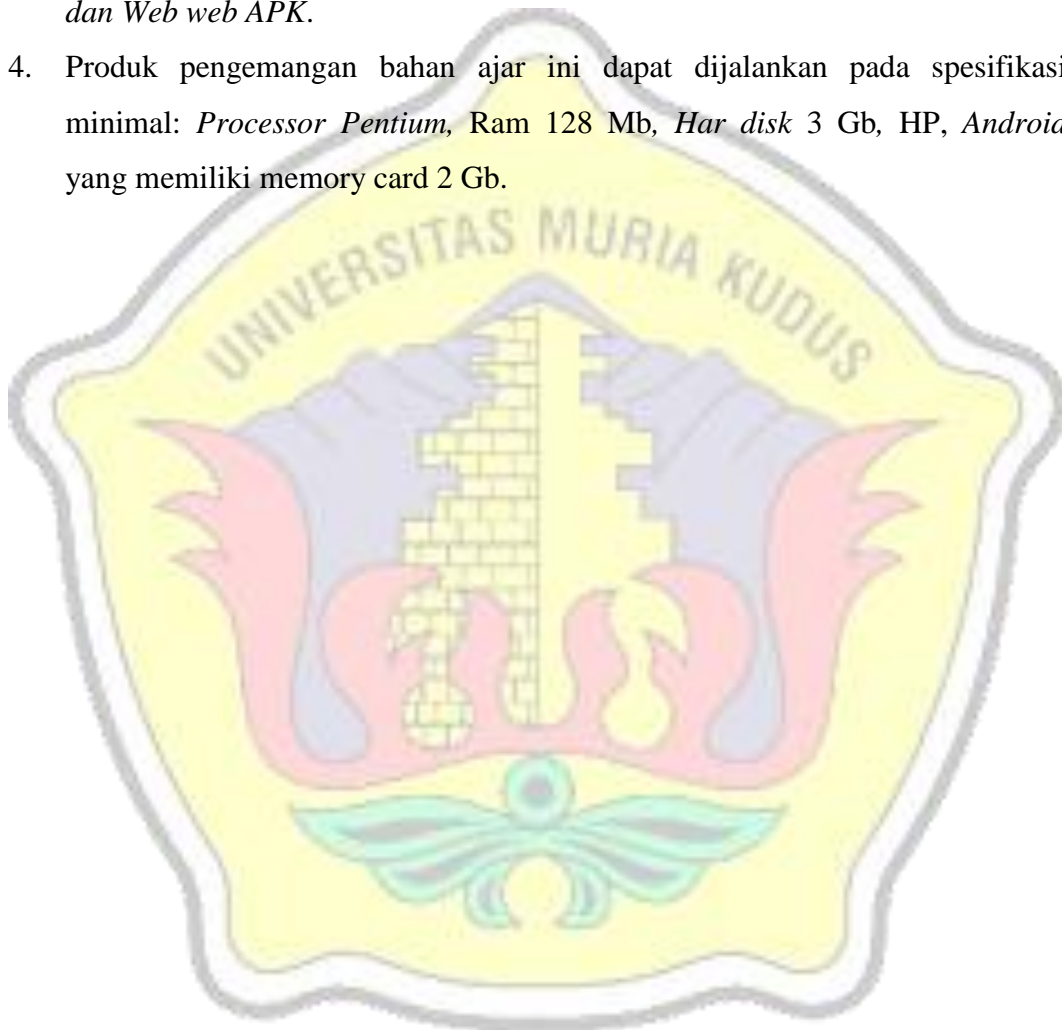 dan Web web APK.
4. Produk pengemangan bahan ajar ini dapat dijalankan pada spesifikasi
minimal: Processor Pentium, Ram 128 Mb, Har disk 3 Gb, HP, Android
yang memiliki memory card 2 Gb.
UNIVERSITAS MURIA KUDUS